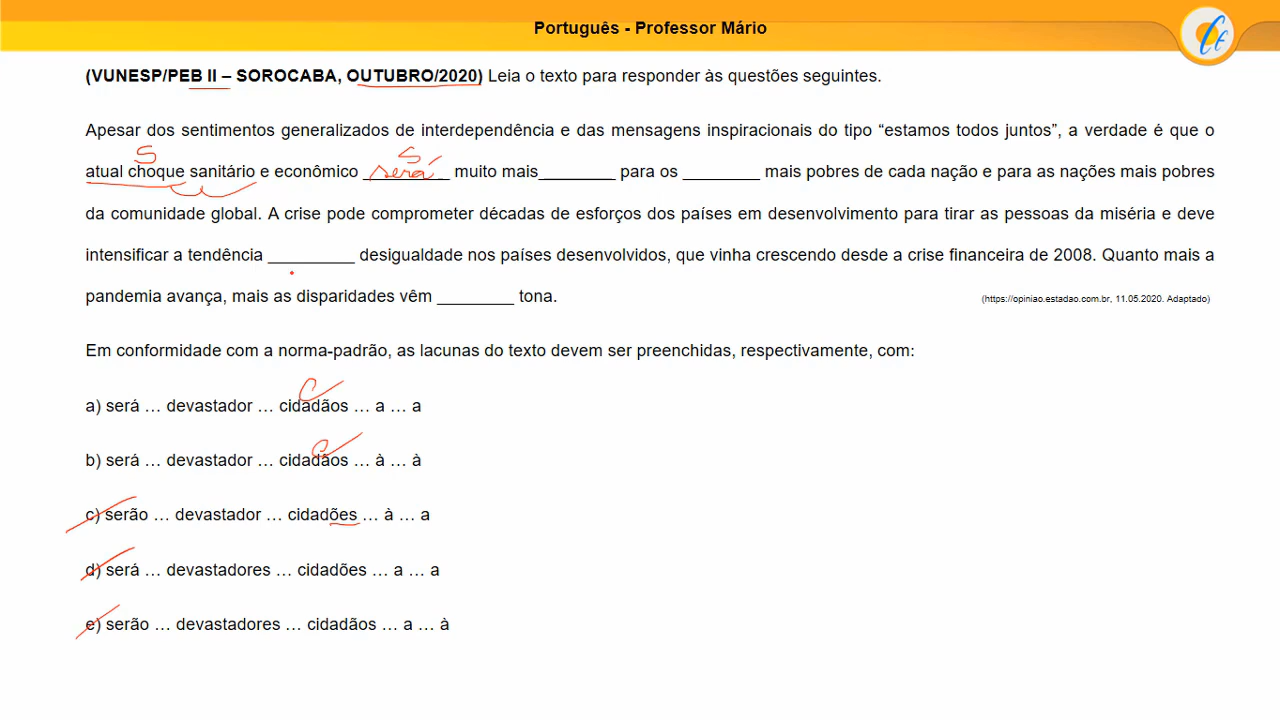 Português - Professor Mário
(VUNESP/PEB II – SOROCABA, OUTUBRO/2020) Leia o texto para responder às questões seguintes.
Apesar dos sentimentos generalizados de interdependência e das mensagens inspiracionais do tipo “estamos todos juntos”, a verdade é que o
S S
atual choque sanitário e econômico será muito mais________ para os ________ mais pobres de cada nação e para as nações mais pobres
da comunidade global. A crise pode comprometer décadas de esforços dos países em desenvolvimento para tirar as pessoas da miséria e deve
intensificar a tendência _________ desigualdade nos países desenvolvidos, que vinha crescendo desde a crise financeira de 2008. Quanto mais a
pandemia avança, mais as disparidades vêm ________ tona.
(https://opiniao.estadao.com.br, 11.05.2020. Adaptado)
Em conformidade com a norma-padrão, as lacunas do texto devem ser preenchidas, respectivamente, com:
C
a) será … devastador … cidadãos … a … a
C
b) será … devastador … cidadãos … à … à
c) serão … devastador … cidadões … à … a
d) será … devastadores … cidadões … a … a
e) serão … devastadores … cidadãos … a … à